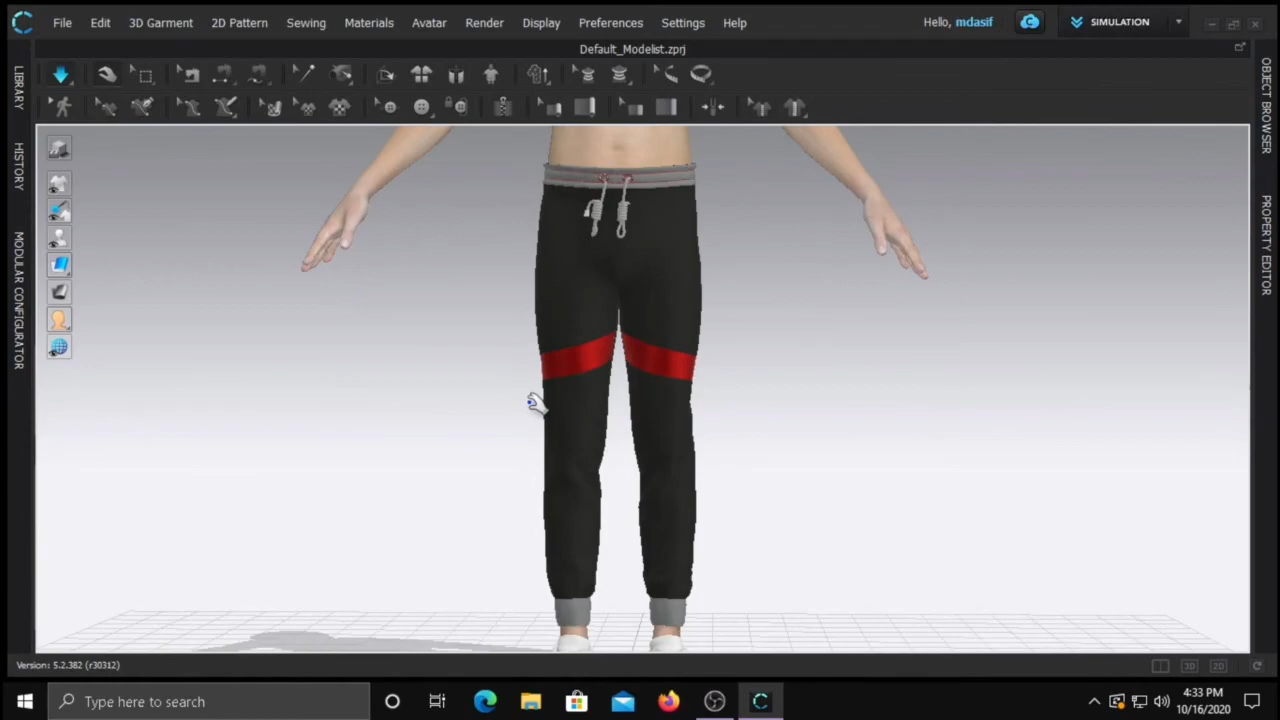 File Edit 3D Garment 2D Pattern Sewing Materials Avatar Render Display Preferences Settings Help Hello, mdasif SIMULATION
Default_Modelist.zprj
LIBRARY
HISTORY
MODULAR CONFIGURATOR
OBJECT BROWSER
PROPERTY EDITOR
Version: 5.2.382 (r30312) 3D 2D
Type here to search
4:33 PM
10/16/2020